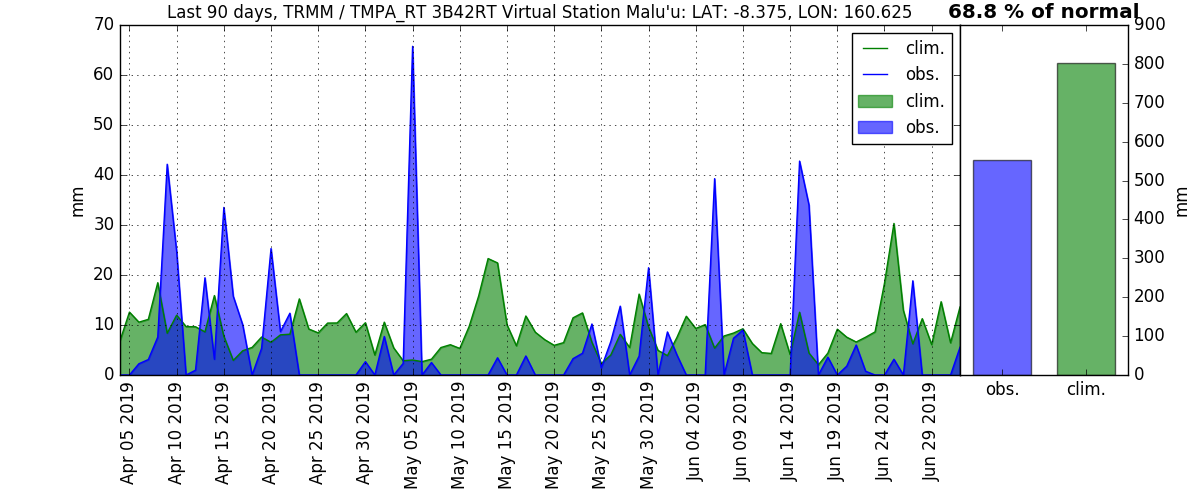 Last 90 days, TRMM / TMPA_RT 3B42RT Virtual Station Malu'u: LAT: -8.375, LON: 160.625
68.8 % of normal
70
60
50
40
30
20
10
0
mm
clim.
obs.
clim.
obs.
900
800
700
600
500
400
300
200
100
0
mm
obs.
clim.
Apr 05 2019
Apr 10 2019
Apr 15 2019
Apr 20 2019
Apr 25 2019
Apr 30 2019
May 05 2019
May 10 2019
May 15 2019
May 20 2019
May 25 2019
May 30 2019
Jun 04 2019
Jun 09 2019
Jun 14 2019
Jun 19 2019
Jun 24 2019
Jun 29 2019